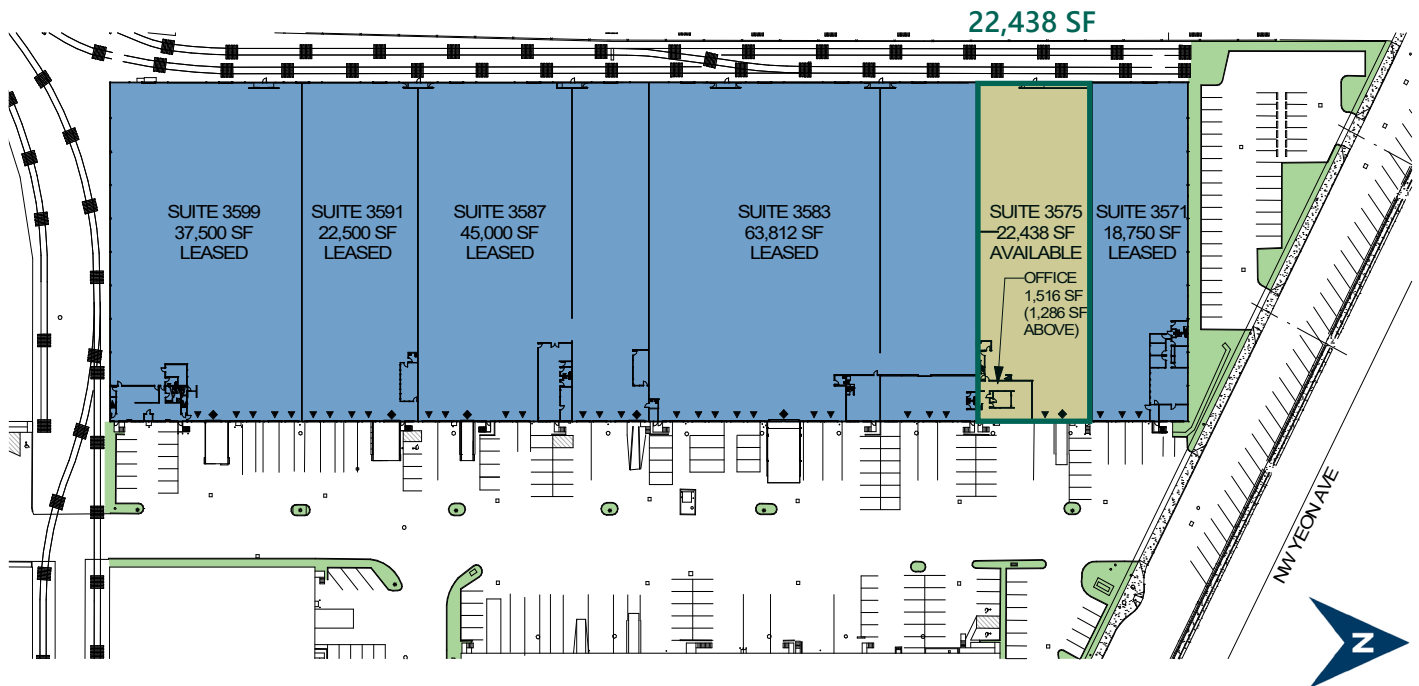 22,438 SF
SUITE 3599
37,500 SF
LEASED
SUITE 3591
22,500 SF
LEASED
SUITE 3587
45,000 SF
LEASED
SUITE 3583
63,812 SF
LEASED
SUITE 3575
22,438 SF
AVAILABLE
OFFICE
1,516 SF
(1,286 SF
ABOVE)
SUITE 3571
18,750 SF
LEASED
NW YEON AVE
N